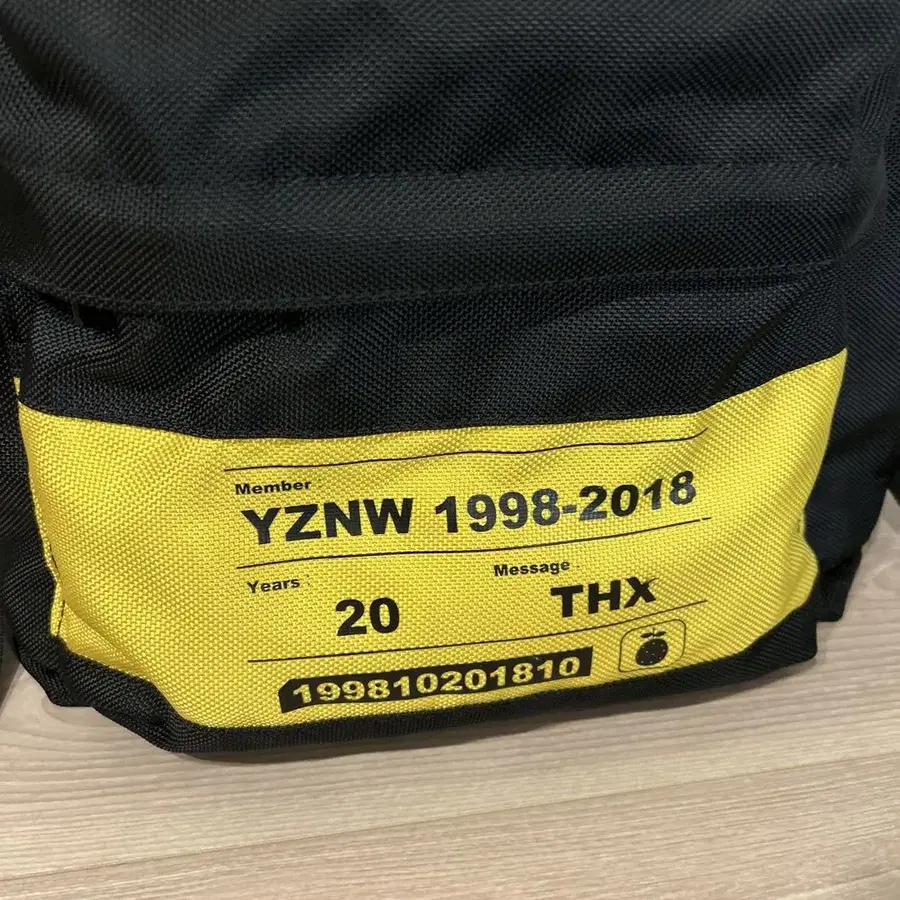 Member
YZNW 1998-2018
Years Message
20 THX
199810201810